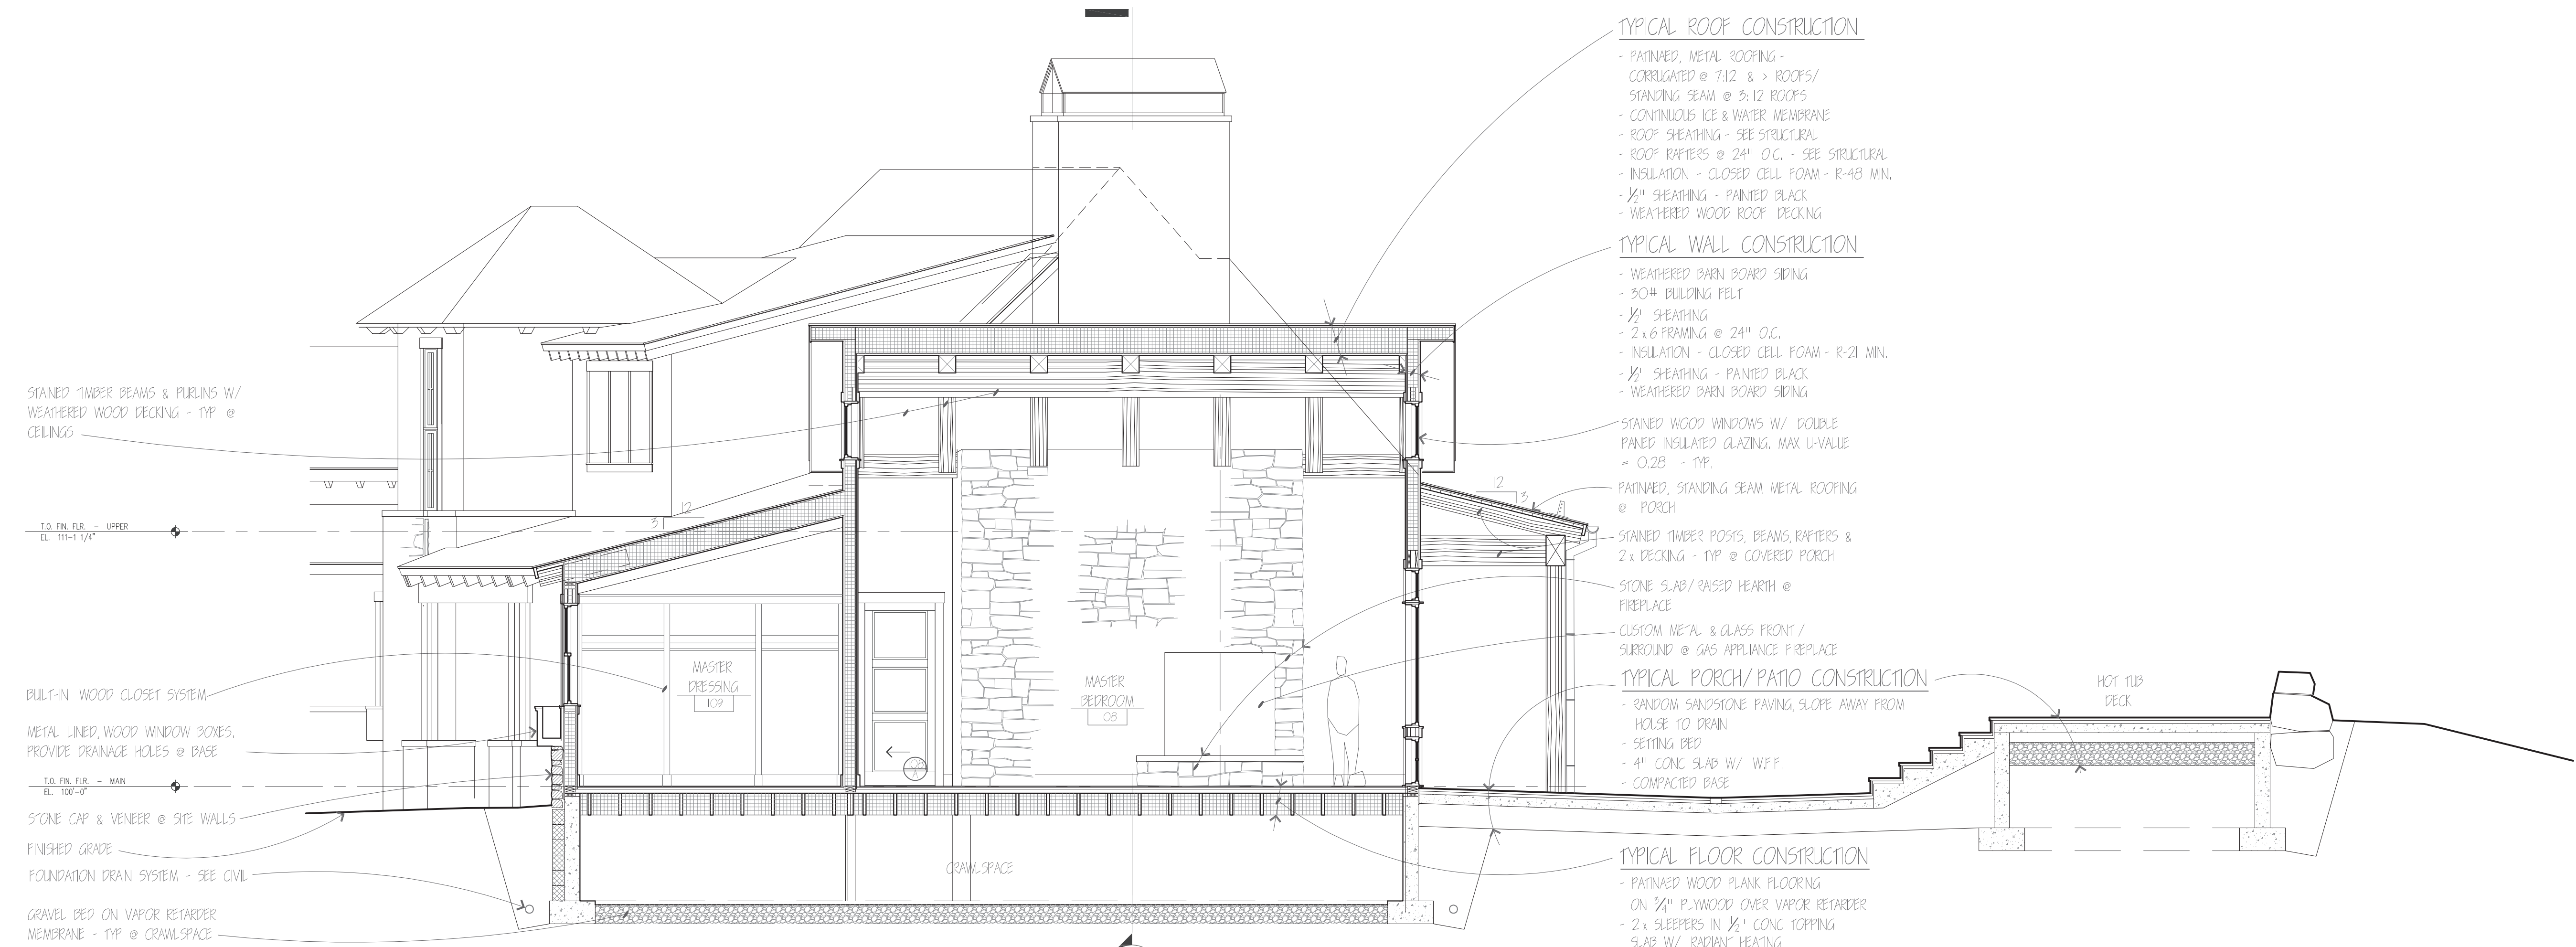 TYPICAL ROOF CONSTRUCTION
- PATINAED, METAL ROOFING -
CORRUGATED @ 7:12 & > ROOFS/
STANDING SEAM @ 3:12 ROOFS
- CONTINUOUS ICE & WATER MEMBRANE
- ROOF SHEATHING - SEE STRUCTURAL
- ROOF RAFTERS @ 24" O.C. - SEE STRUCTURAL
- INSULATION - CLOSED CELL FOAM - R-48 MIN.
- 1/2" SHEATHING - PAINTED BLACK
- WEATHERED WOOD ROOF DECKING
TYPICAL WALL CONSTRUCTION
- WEATHERED BARN BOARD SIDING
- 30# BUILDING FELT
- 1/2" SHEATHING
- 2 x 6 FRAMING @ 24" O.C.
- INSULATION - CLOSED CELL FOAM - R-21 MIN.
- 1/2" SHEATHING - PAINTED BLACK
- WEATHERED BARN BOARD SIDING
STAINED WOOD WINDOWS W/ DOUBLE
PANED INSULATED GLAZING. MAX U-VALUE
= 0.28 - TYP.
PATINAED, STANDING SEAM METAL ROOFING
@ PORCH
STAINED TIMBER POSTS, BEAMS, RAFTERS &
2 x DECKING - TYP @ COVERED PORCH
STONE SLAB/RAISED HEARTH @
FIREPLACE
CUSTOM METAL & GLASS FRONT /
SURROUND @ GAS APPLIANCE FIREPLACE
TYPICAL PORCH/PATIO CONSTRUCTION
- RANDOM SANDSTONE PAVING, SLOPE AWAY FROM
HOUSE TO DRAIN
- SETTING BED
- 4" CONC SLAB W/ W.F.F.
- COMPACTED BASE
TYPICAL FLOOR CONSTRUCTION
- PATINAED WOOD PLANK FLOORING
ON 3/4" PLYWOOD OVER VAPOR RETARDER
- 2 x SLEEPERS IN 1 1/2" CONC TOPPING
SLAB W/ RADIANT HEATING
STAINED TIMBER BEAMS & PURLINS W/
WEATHERED WOOD DECKING - TYP. @
CEILINGS
T.O. FIN. FLR. - UPPER
EL. 111-1 1/4"
BUILT-IN WOOD CLOSET SYSTEM
METAL LINED, WOOD WINDOW BOXES.
PROVIDE DRAINAGE HOLES @ BASE
T.O. FIN. FLR. - MAIN
EL. 100'-0"
STONE CAP & VENEER @ SITE WALLS
FINISHED GRADE
FOUNDATION DRAIN SYSTEM - SEE CIVIL
GRAVEL BED ON VAPOR RETARDER
MEMBRANE - TYP @ CRAWLSPACE
12
3
12
3
MASTER
DRESSING
109
MASTER
BEDROOM
108
CRAWLSPACE
HOT TUB
DECK